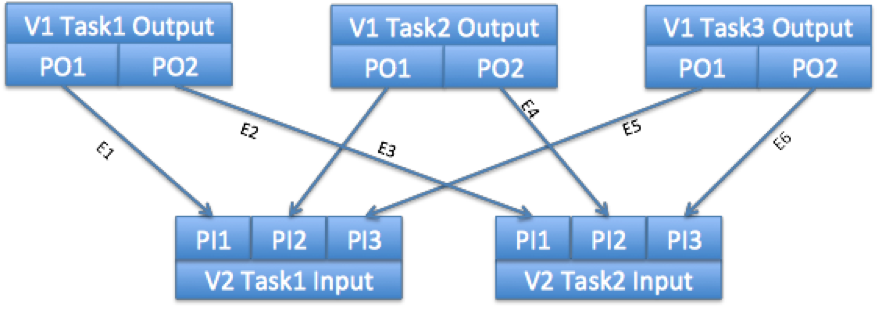 V1 Task1 Output
PO1 PO2
V1 Task2 Output
PO1 PO2
V1 Task3 Output
PO1 PO2
E1
E2
E3
E4
E5
E6
PI1 PI2 PI3
V2 Task1 Input
PI1 PI2 PI3
V2 Task2 Input